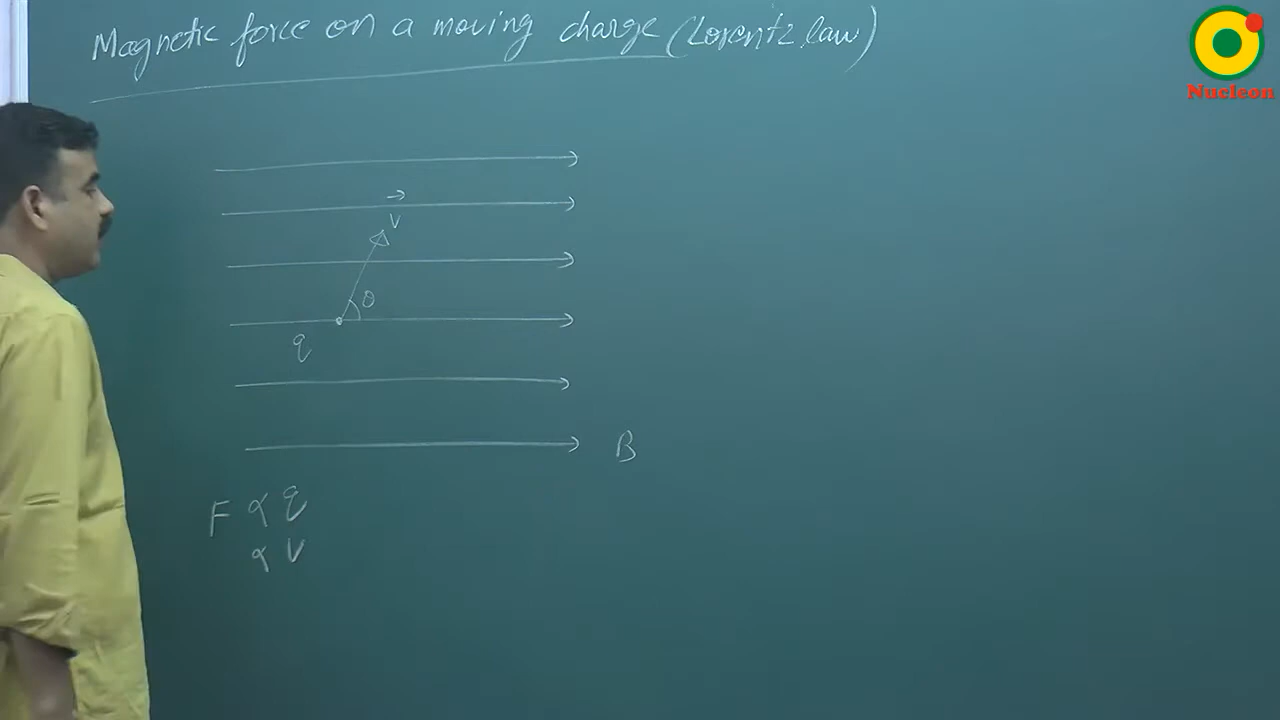 Magnetic force on a moving charge (Lorentz law)
Nucleon
v
θ
q
B
F ∝ q
∝ v